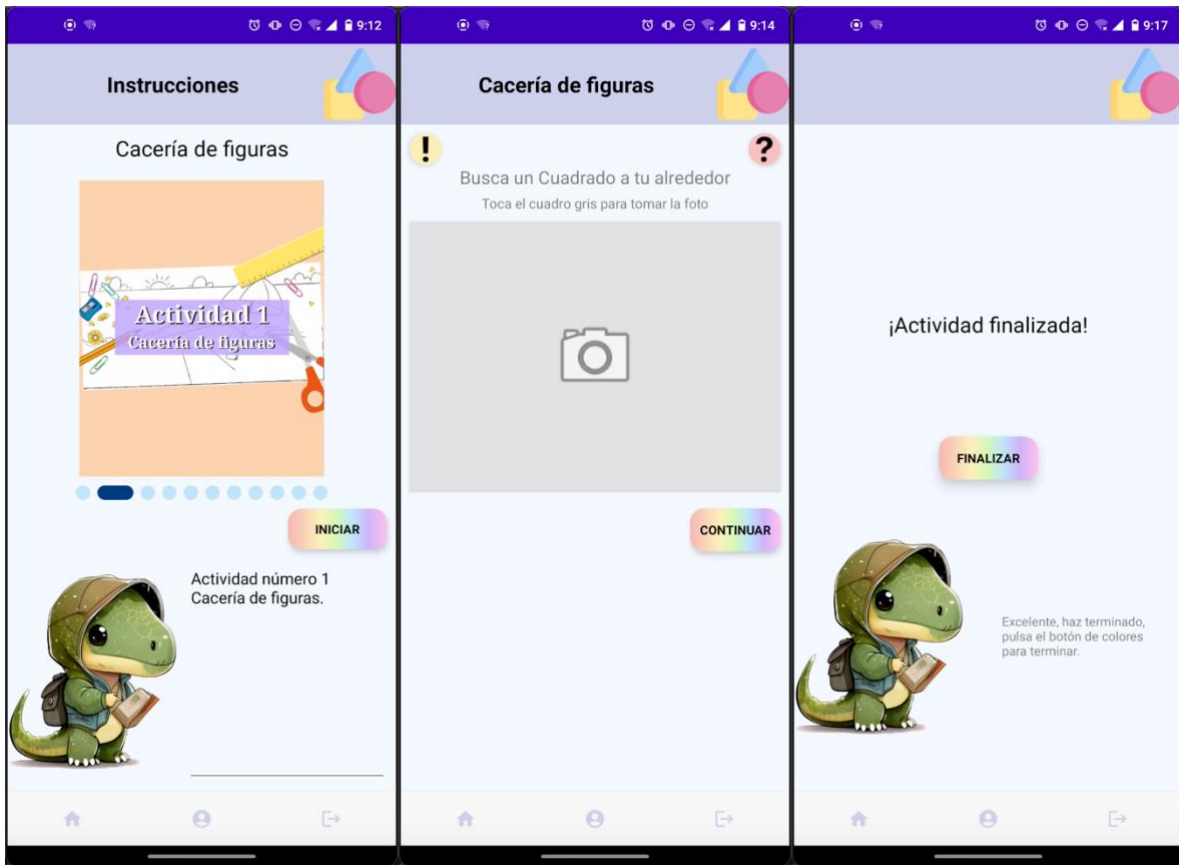 9:12
Instrucciones
Cacería de figuras
Actividad 1
Cacería de figuras
INICIAR
Actividad número 1
Cacería de figuras.
9:14
Cacería de figuras
!
?
Busca un Cuadrado a tu alrededor
Toca el cuadro gris para tomar la foto
CONTINUAR
9:17
¡Actividad finalizada!
FINALIZAR
Excelente, haz terminado,
pulsa el botón de colores
para terminar.